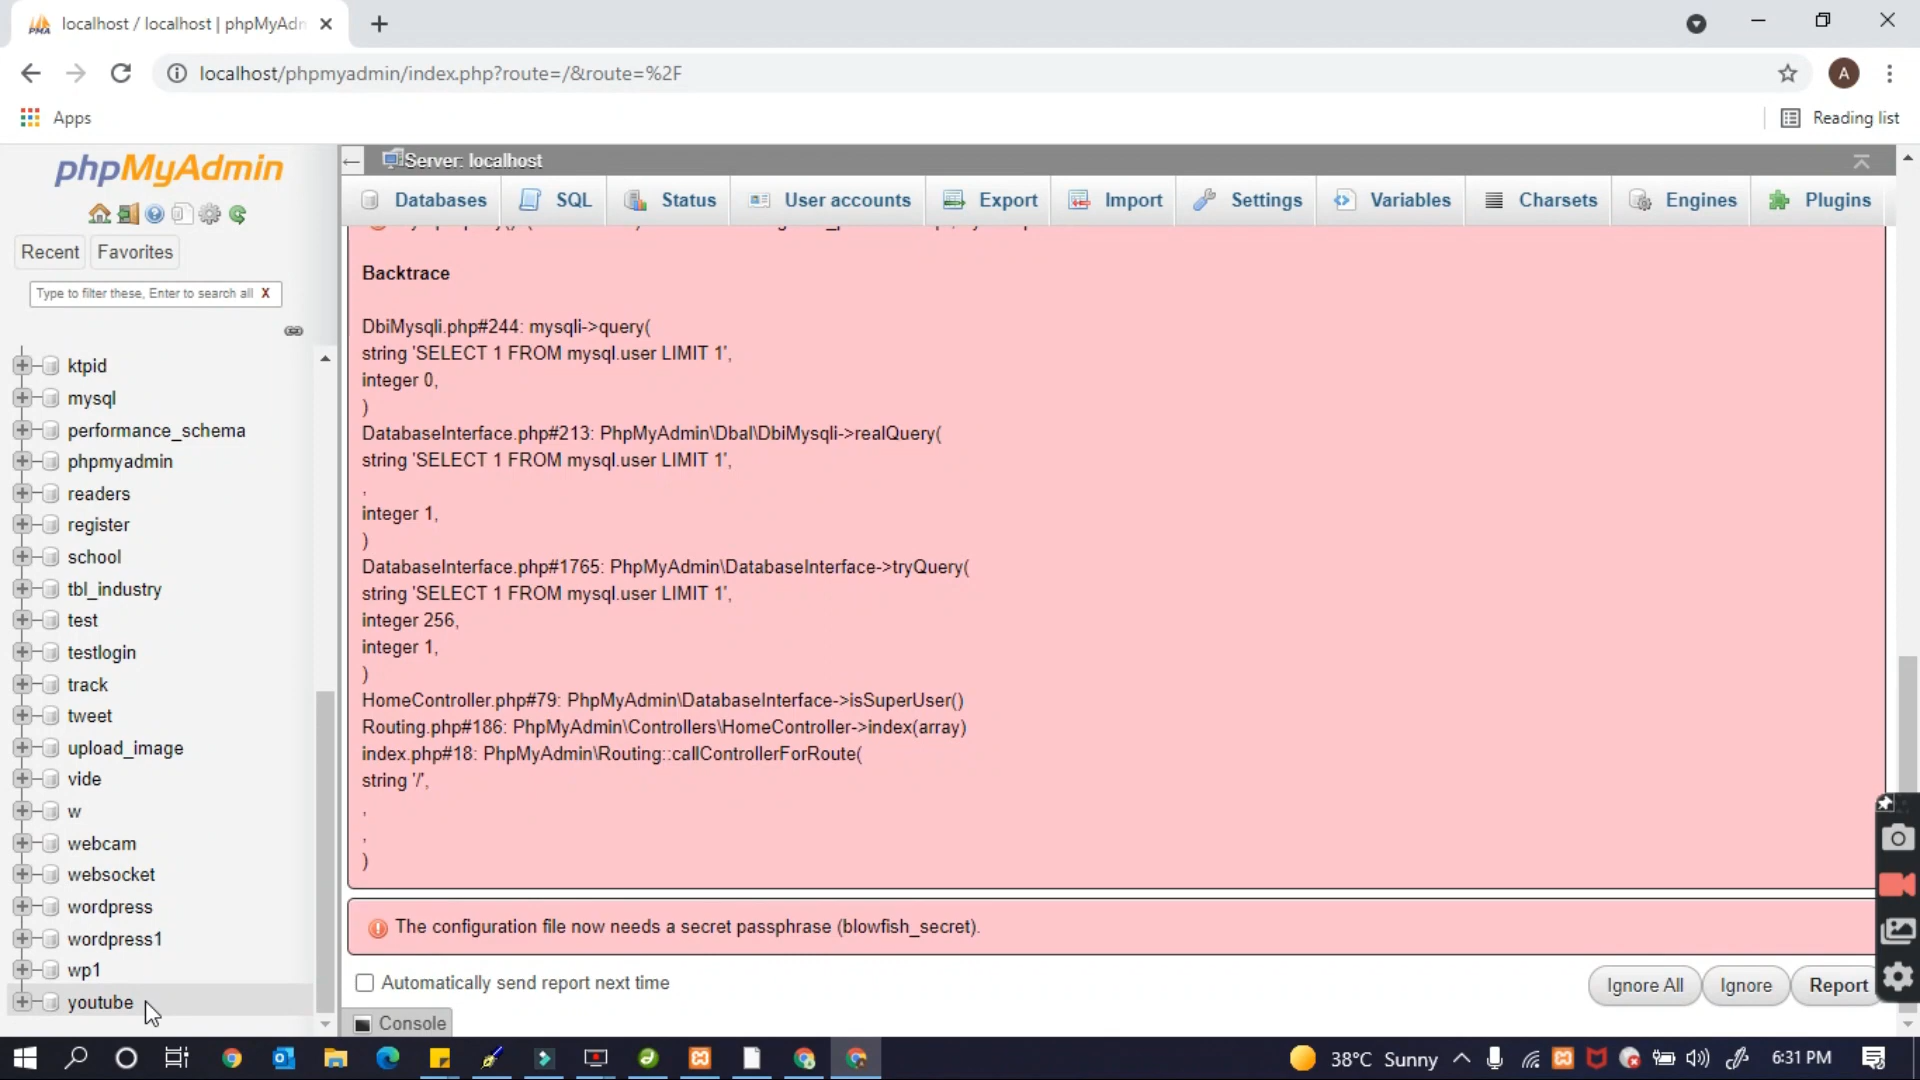 localhost / localhost | phpMyAdm
localhost/phpmyadmin/index.php?route=/&route=%2F
A
Apps
Reading list
phpMyAdmin
Recent
Favorites
Type to filter these, Enter to search all X
ktpid
mysql
performance_schema
phpmyadmin
readers
register
school
tbl_industry
test
testlogin
track
tweet
upload_image
vide
w
webcam
websocket
wordpress
wordpress1
wp1
youtube
Server: localhost
Databases
SQL
Status
User accounts
Export
Import
Settings
Variables
Charsets
Engines
Plugins
Backtrace
DbiMysqli.php#244: mysqli->query(
string 'SELECT 1 FROM mysql.user LIMIT 1',
integer 0,
)
DatabaseInterface.php#213: PhpMyAdmin\Dbal\DbiMysqli->realQuery(
string 'SELECT 1 FROM mysql.user LIMIT 1',
,
integer 1,
)
DatabaseInterface.php#1765: PhpMyAdmin\DatabaseInterface->tryQuery(
string 'SELECT 1 FROM mysql.user LIMIT 1',
integer 256,
integer 1,
)
HomeController.php#79: PhpMyAdmin\DatabaseInterface->isSuperUser()
Routing.php#186: PhpMyAdmin\Controllers\HomeController->index(array)
index.php#18: PhpMyAdmin\Routing::callControllerForRoute(
string '/',
,
,
)
The configuration file now needs a secret passphrase (blowfish_secret).
Automatically send report next time
Ignore All
Ignore
Report
Console
38°C Sunny
6:31 PM